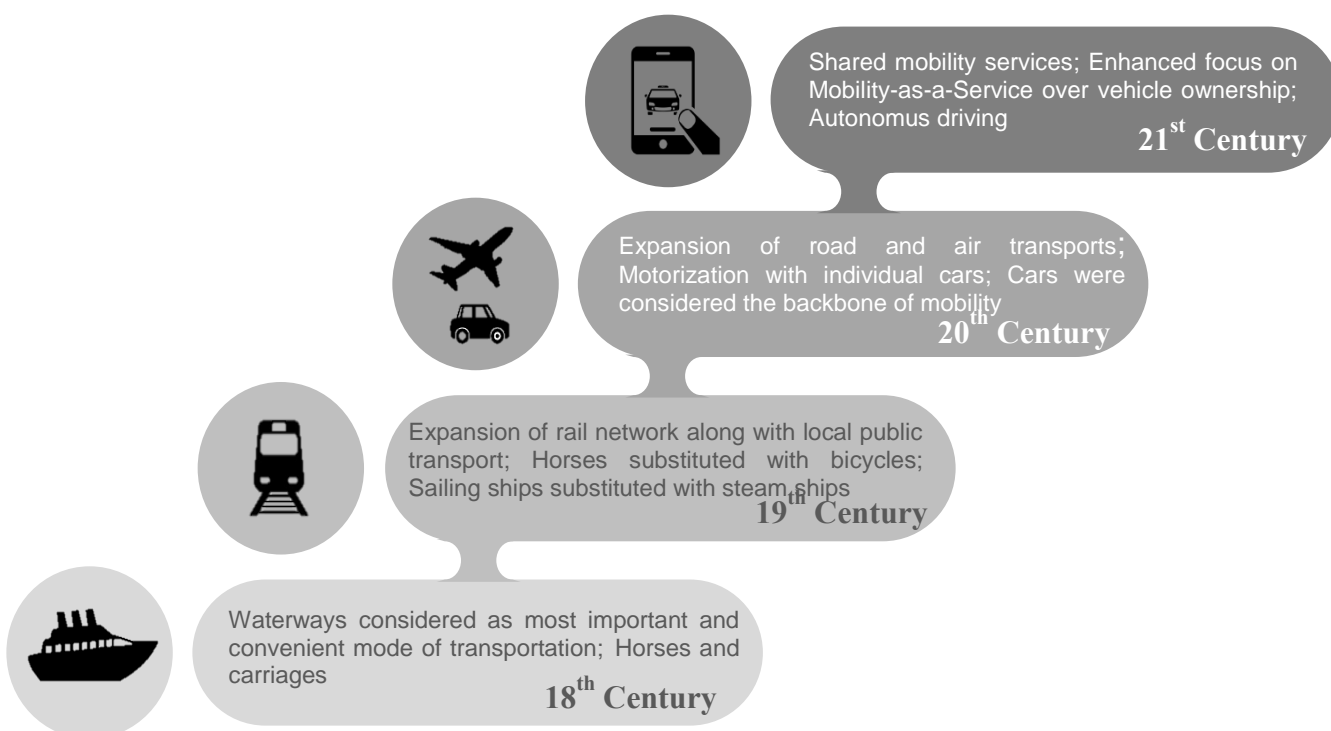 Shared mobility services; Enhanced focus on
Mobility-as-a-Service over vehicle ownership;
Autonomus driving
21st Century
Expansion of road and air transports;
Motorization with individual cars; Cars were
considered the backbone of mobility
20th Century
Expansion of rail network along with local public
transport; Horses substituted with bicycles;
Sailing ships substituted with steam ships
19th Century
Waterways considered as most important and
convenient mode of transportation; Horses and
carriages
18th Century